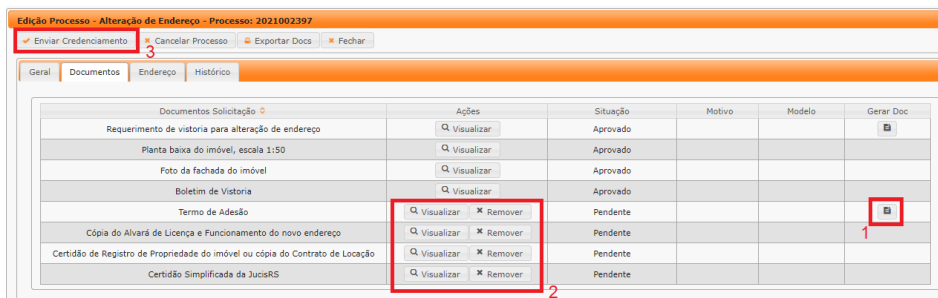 Edição Processo - Alteração de Endereço - Processo: 2021002397
Enviar Credenciamento Cancelar Processo Exportar Docs Fechar
3
Geral Documentos Endereço Histórico
Documentos Solicitação Ações Situação Motivo Modelo Gerar Doc
Requerimento de vistoria para alteração de endereço Visualizar Aprovado
Planta baixa do imóvel, escala 1:50 Visualizar Aprovado
Foto da fachada do imóvel Visualizar Aprovado
Boletim de Vistoria Visualizar Aprovado
Termo de Adesão Visualizar Remover Pendente
Cópia do Alvará de Licença e Funcionamento do novo endereço Visualizar Remover Pendente 1
Certidão de Registro de Propriedade do imóvel ou cópia do Contrato de Locação Visualizar Remover Pendente
Certidão Simplificada da JucisRS Visualizar Remover Pendente
2